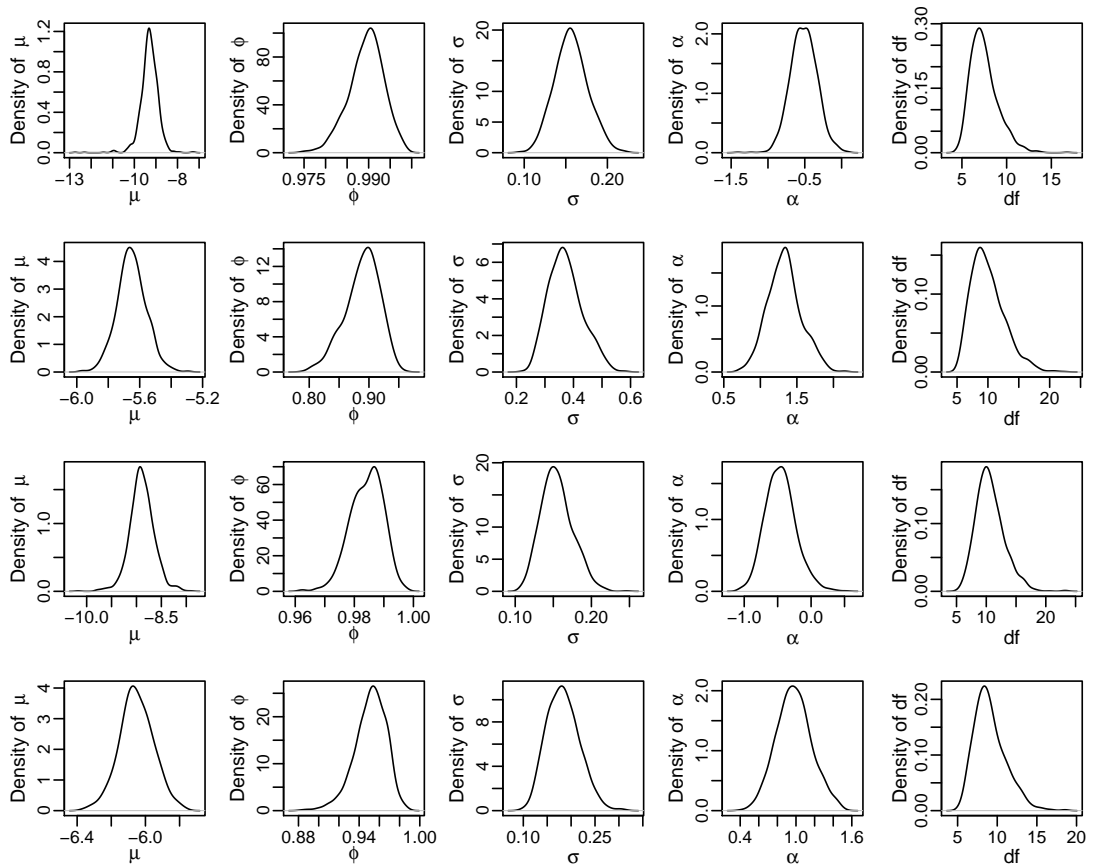 Density of μ
0.0 0.4 0.8 1.2
−13 −10 −8
μ
Density of φ
0 40 80
0.975 0.990
φ
Density of σ
0 5 10 20
0.10 0.20
σ
Density of α
0.0 1.0 2.0
−1.5 −0.5
α
Density of df
0.00 0.15 0.30
5 10 15
df
Density of μ
0 1 2 3 4
−6.0 −5.6 −5.2
μ
Density of φ
0 4 8 12
0.80 0.90
φ
Density of σ
0 2 4 6
0.2 0.4 0.6
σ
Density of α
0.0 1.0
0.5 1.0 1.5
α
Density of df
0.00 0.10
5 10 20
df
Density of μ
0.0 1.0
−10.0 −8.5
μ
Density of φ
0 20 40 60
0.96 0.98 1.00
φ
Density of σ
0 5 10 20
0.10 0.20
σ
Density of α
0.0 1.0
−1.0 0.0
α
Density of df
0.00 0.10
5 10 20
df
Density of μ
0 1 2 3 4
−6.4 −6.0
μ
Density of φ
0 10 20
0.88 0.94 1.00
φ
Density of σ
0 4 8
0.10 0.25
σ
Density of α
0.0 1.0 2.0
0.4 1.0 1.6
α
Density of df
0.00 0.10 0.20
5 10 15 20
df